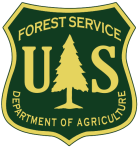 FOREST SERVICE
U S
DEPARTMENT OF AGRICULTURE